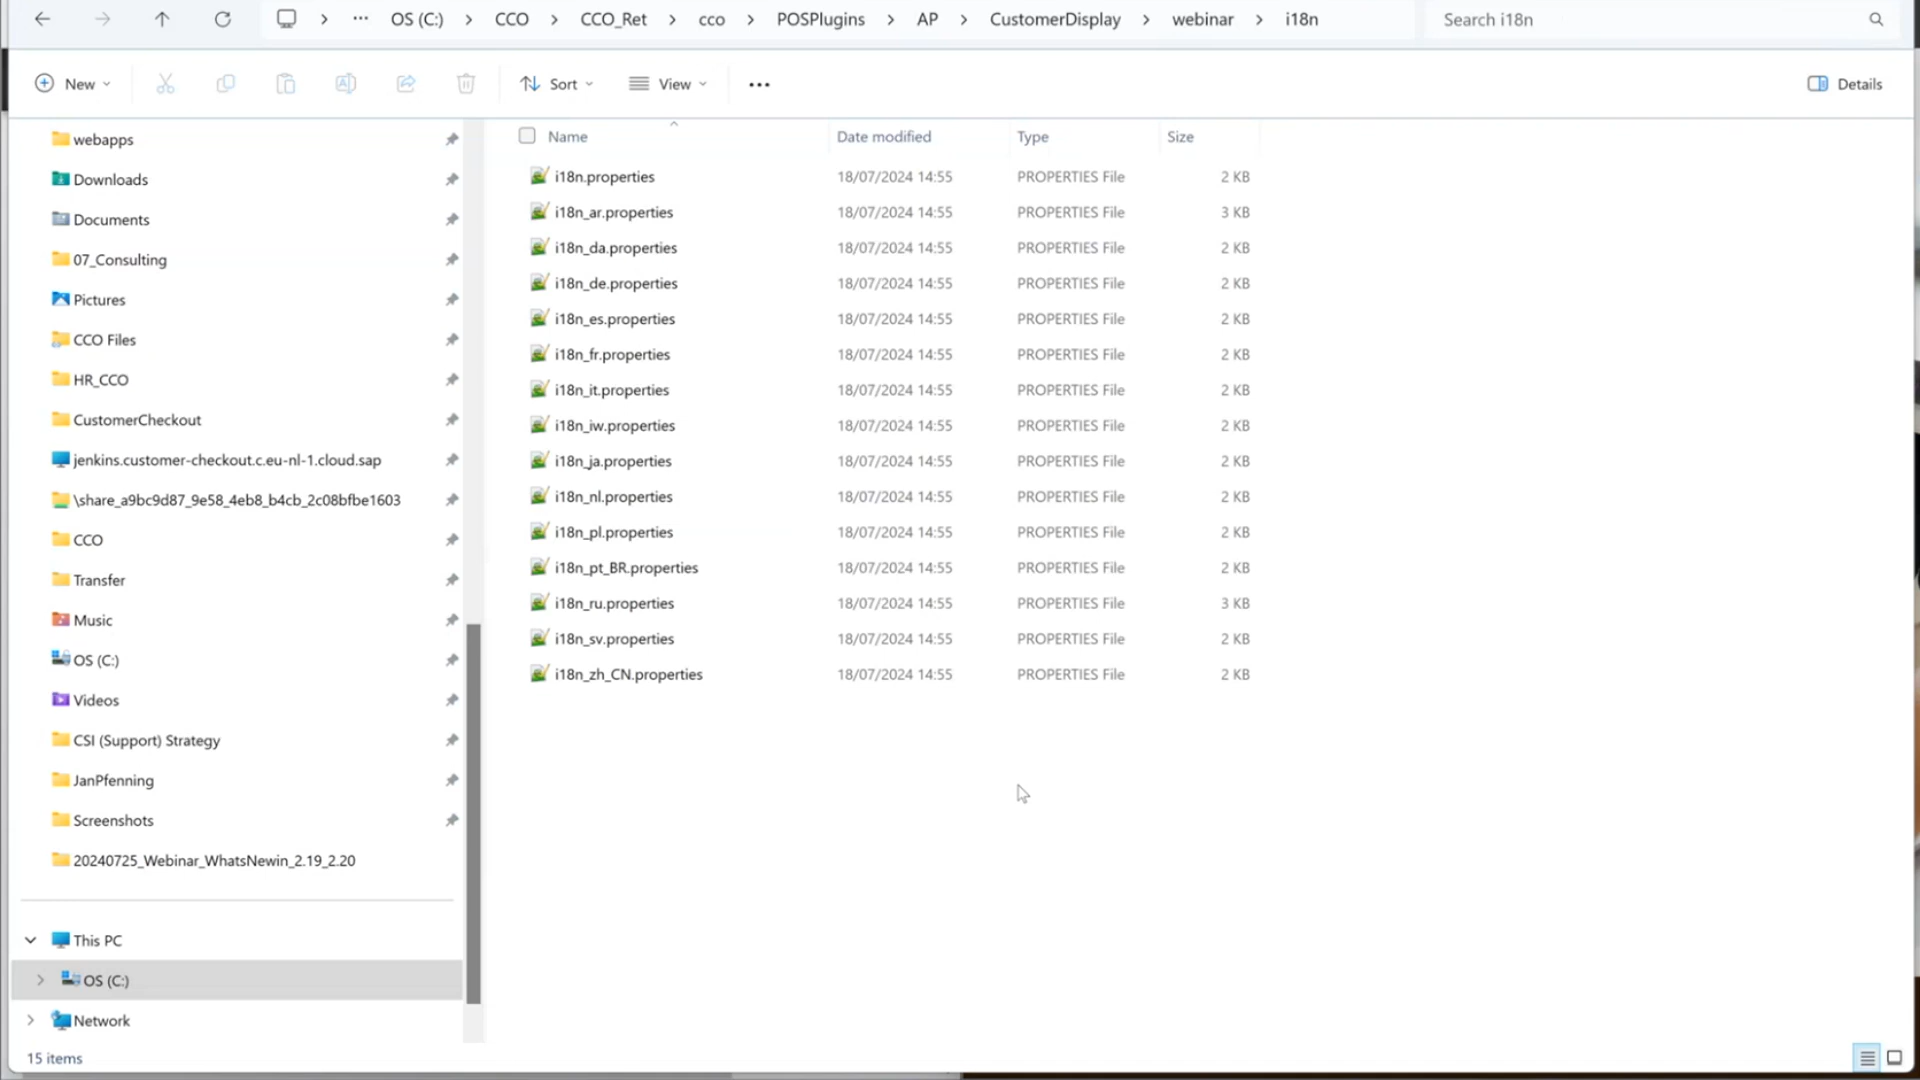 OS (C:) CCO CCO_Ret cco POSPlugins AP CustomerDisplay webinar i18n Search i18n
New Sort View Details
webapps
Downloads
Documents
07_Consulting
Pictures
CCO Files
HR_CCO
CustomerCheckout
jenkins.customer-checkout.c.eu-nl-1.cloud.sap
\share_a9bc9d87_9e58_4eb8_b4cb_2c08bfbe1603
CCO
Transfer
Music
OS (C:)
Videos
CSI (Support) Strategy
JanPfenning
Screenshots
20240725_Webinar_WhatsNewin_2.19_2.20
This PC
OS (C:)
Network
15 items
Name Date modified Type Size
i18n.properties 18/07/2024 14:55 PROPERTIES File 2 KB
i18n_ar.properties 18/07/2024 14:55 PROPERTIES File 3 KB
i18n_da.properties 18/07/2024 14:55 PROPERTIES File 2 KB
i18n_de.properties 18/07/2024 14:55 PROPERTIES File 2 KB
i18n_es.properties 18/07/2024 14:55 PROPERTIES File 2 KB
i18n_fr.properties 18/07/2024 14:55 PROPERTIES File 2 KB
i18n_it.properties 18/07/2024 14:55 PROPERTIES File 2 KB
i18n_iw.properties 18/07/2024 14:55 PROPERTIES File 2 KB
i18n_ja.properties 18/07/2024 14:55 PROPERTIES File 2 KB
i18n_nl.properties 18/07/2024 14:55 PROPERTIES File 2 KB
i18n_pl.properties 18/07/2024 14:55 PROPERTIES File 2 KB
i18n_pt_BR.properties 18/07/2024 14:55 PROPERTIES File 2 KB
i18n_ru.properties 18/07/2024 14:55 PROPERTIES File 3 KB
i18n_sv.properties 18/07/2024 14:55 PROPERTIES File 2 KB
i18n_zh_CN.properties 18/07/2024 14:55 PROPERTIES File 2 KB